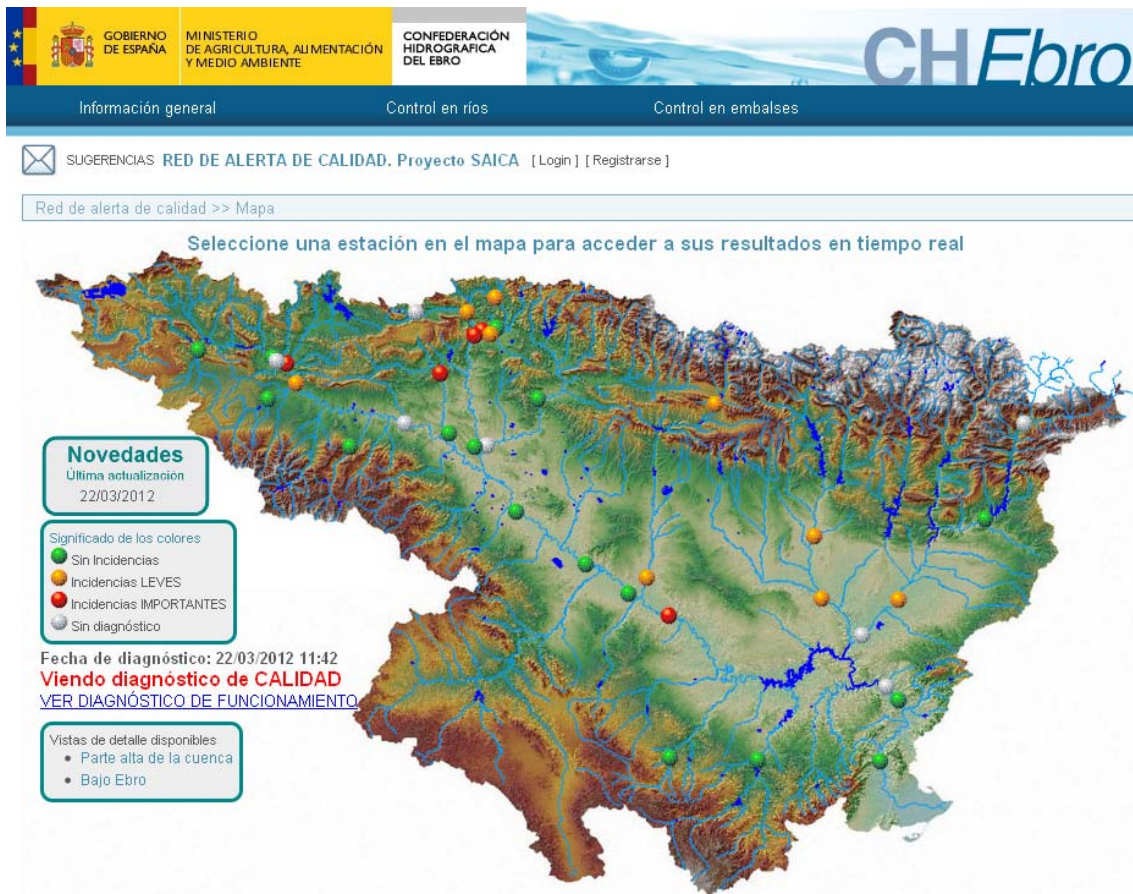 GOBIERNO
DE ESPAÑA
MINISTERIO
DE AGRICULTURA, ALIMENTACIÓN
Y MEDIO AMBIENTE
CONFEDERACIÓN
HIDROGRAFICA
DEL EBRO
CHEbro
Información general
Control en ríos
Control en embalses
SUGERENCIAS RED DE ALERTA DE CALIDAD. Proyecto SAICA [ Login ] [ Registrarse ]
Red de alerta de calidad >> Mapa
Seleccione una estación en el mapa para acceder a sus resultados en tiempo real
Novedades
Última actualización
22/03/2012
Significado de los colores
Sin Incidencias
Incidencias LEVES
Incidencias IMPORTANTES
Sin diagnóstico
Fecha de diagnóstico: 22/03/2012 11:42
Viendo diagnóstico de CALIDAD
VER DIAGNÓSTICO DE FUNCIONAMIENTO
Vistas de detalle disponibles
• Parte alta de la cuenca
• Bajo Ebro